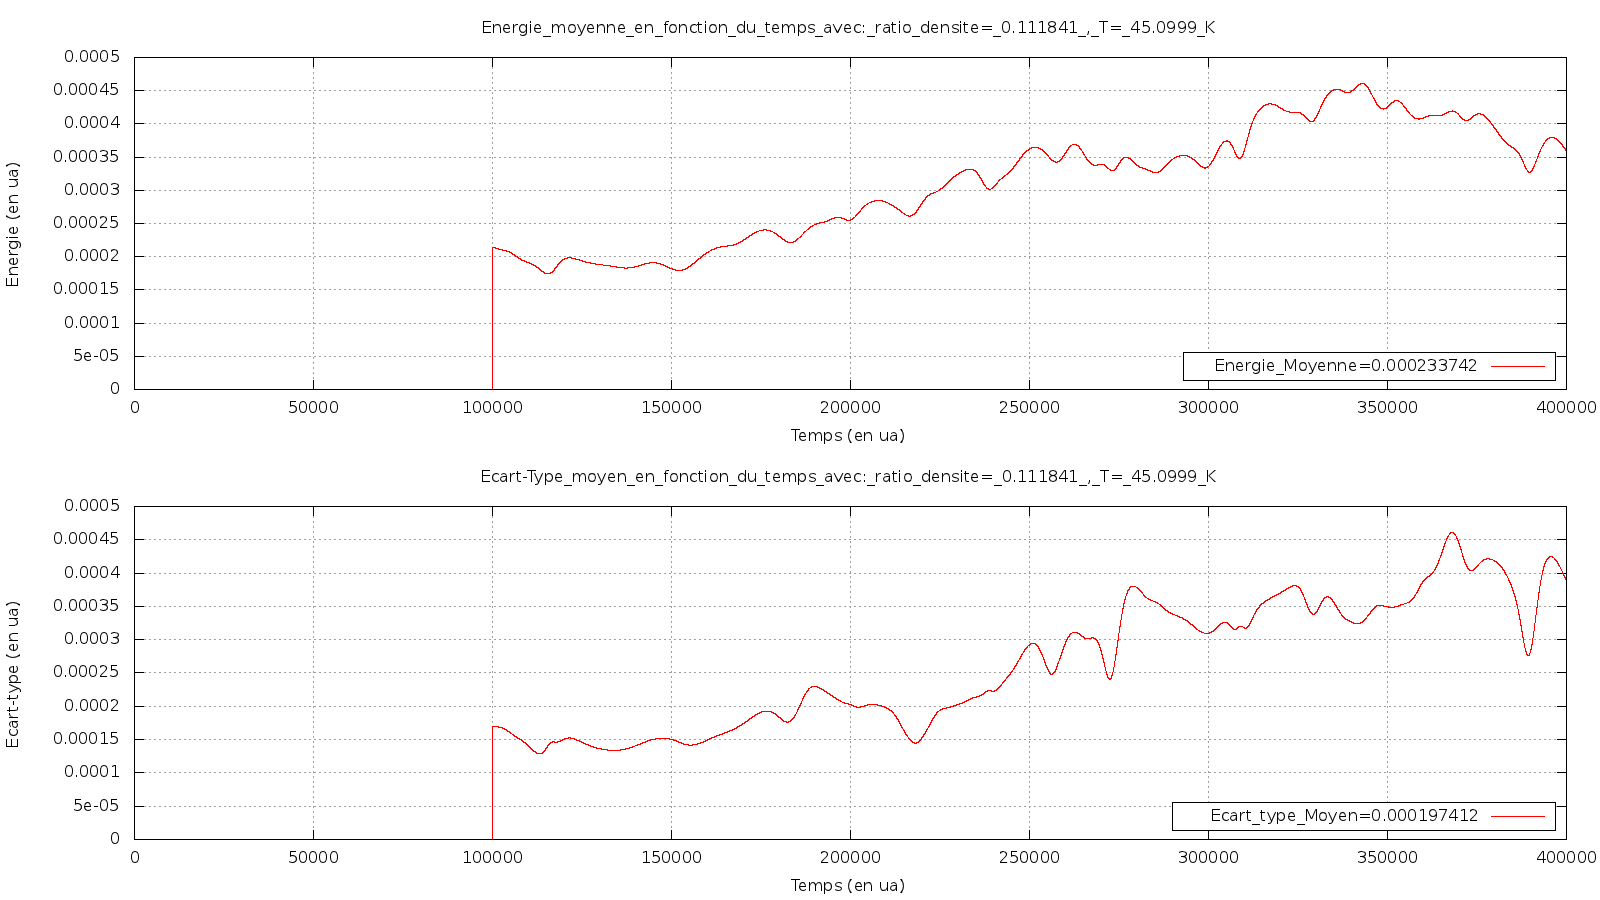 Energie_moyenne_en_fonction_du_temps_avec:_ratio_densite=_0.111841_,_T=_45.0999_K
0.0005
0.00045
0.0004
0.00035
0.0003
0.00025
0.0002
0.00015
0.0001
5e-05
0
Energie (en ua)
Energie_Moyenne=0.000233742
0 50000 100000 150000 200000 250000 300000 350000 400000
Temps (en ua)
Ecart-Type_moyen_en_fonction_du_temps_avec:_ratio_densite=_0.111841_,_T=_45.0999_K
0.0005
0.00045
0.0004
0.00035
0.0003
0.00025
0.0002
0.00015
0.0001
5e-05
0
Ecart-type (en ua)
Ecart_type_Moyen=0.000197412
0 50000 100000 150000 200000 250000 300000 350000 400000
Temps (en ua)